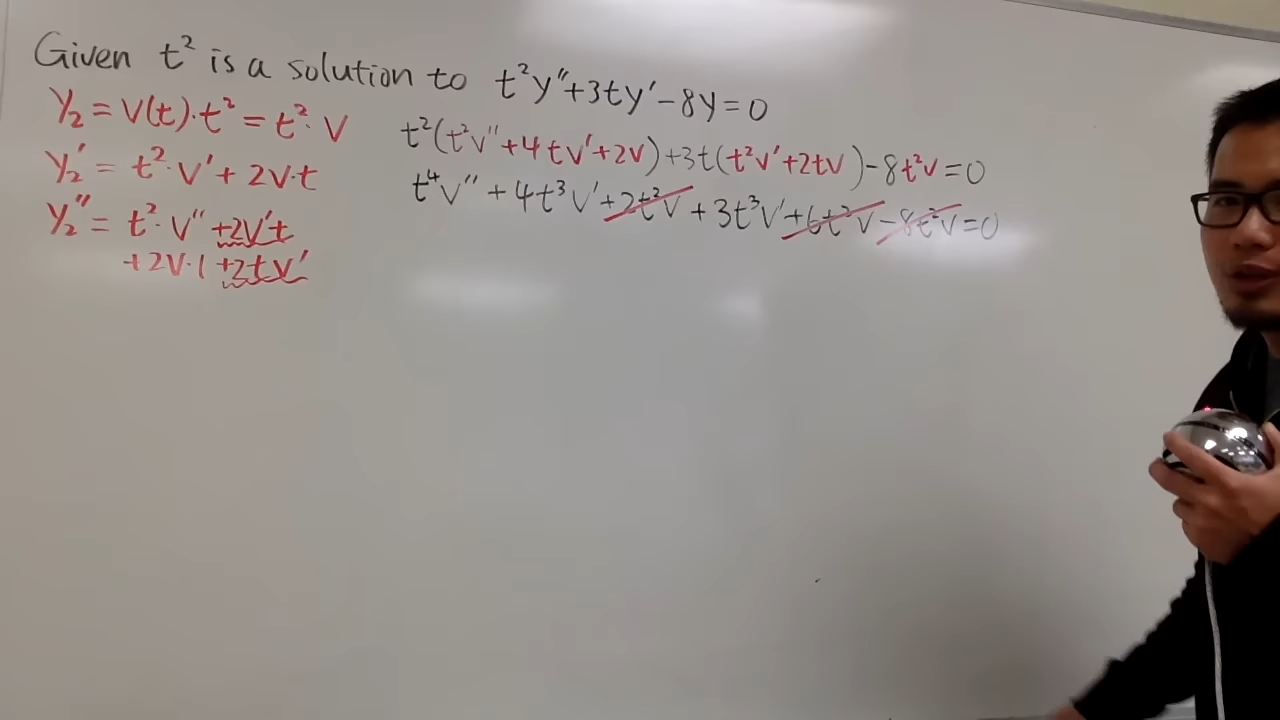 Given t² is a solution to t²y''+3ty'-8y=0
y₂ = v(t)·t² = t²·v
y₂' = t²·v'+2v·t
y₂'' = t²·v''+2v't
+2v·1+2tv'
t²(t²v''+4tv'+2v)+3t(t²v'+2tv)-8t²v=0
t⁴v''+4t³v'+2t²v+3t³v'+6t²v-8t²v=0